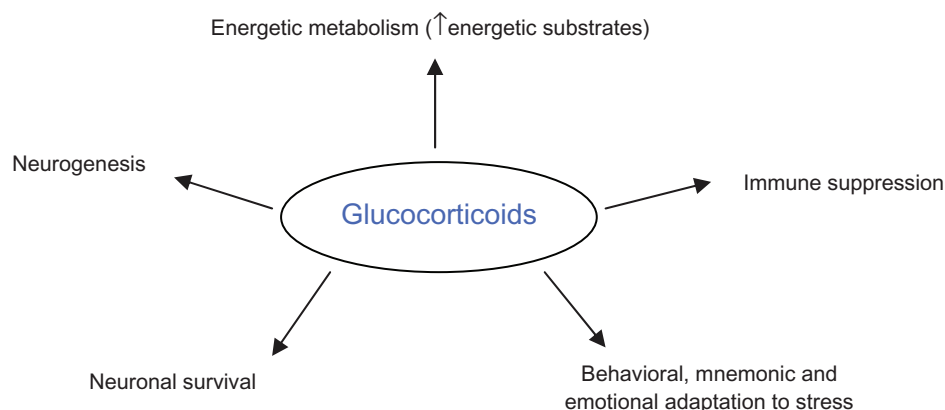 Energetic metabolism (↑energetic substrates)
Neurogenesis
Immune suppression
Glucocorticoids
Neuronal survival
Behavioral, mnemonic and
emotional adaptation to stress